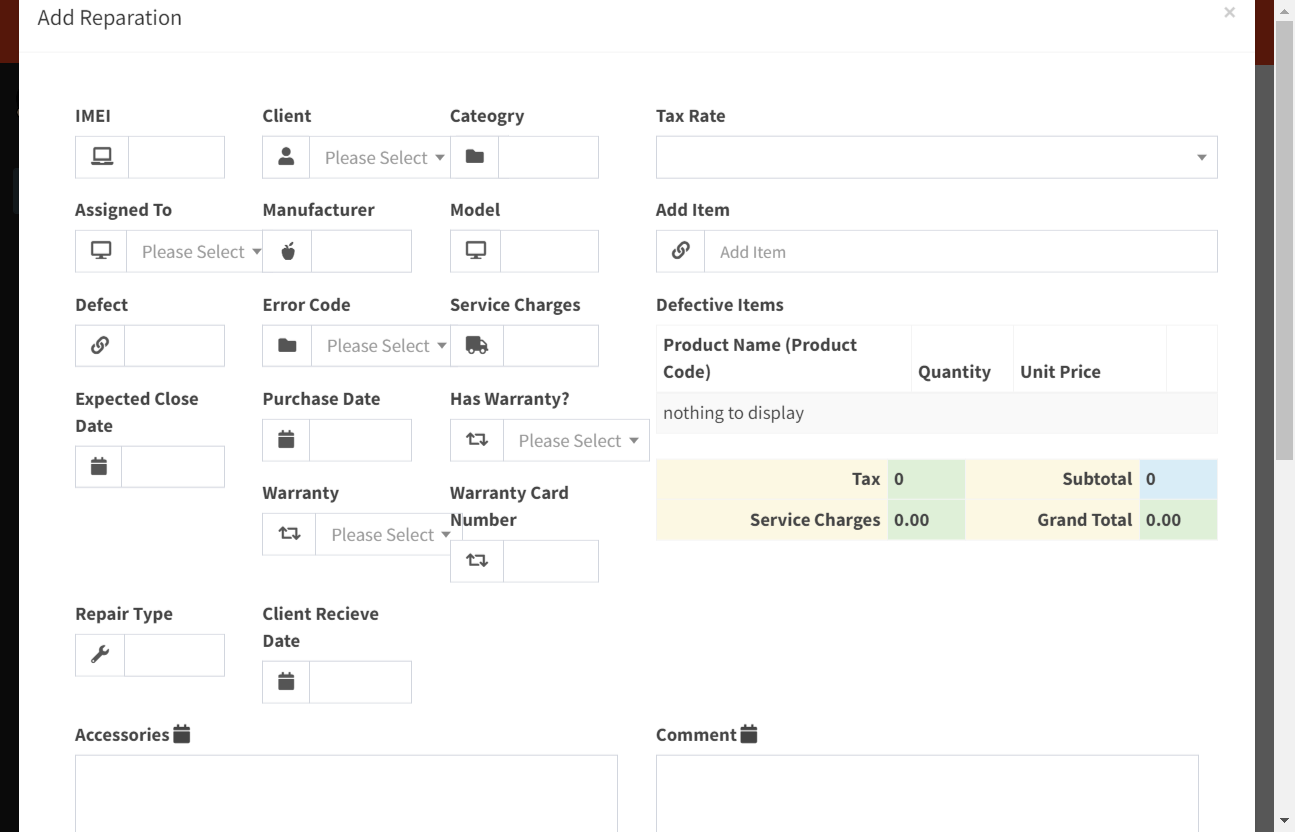 Add Reparation
×
IMEI
Client
Cateogry
Tax Rate
Please Select
Assigned To
Manufacturer
Model
Add Item
Please Select
Add Item
Defect
Error Code
Service Charges
Defective Items
Please Select
Product Name (Product
Code)
Quantity
Unit Price
Expected Close
Date
Purchase Date
Has Warranty?
nothing to display
Please Select
Warranty
Warranty Card
Number
Please Select
Tax
0
Subtotal
0
Service Charges
0.00
Grand Total
0.00
Repair Type
Client Recieve
Date
Accessories
Comment